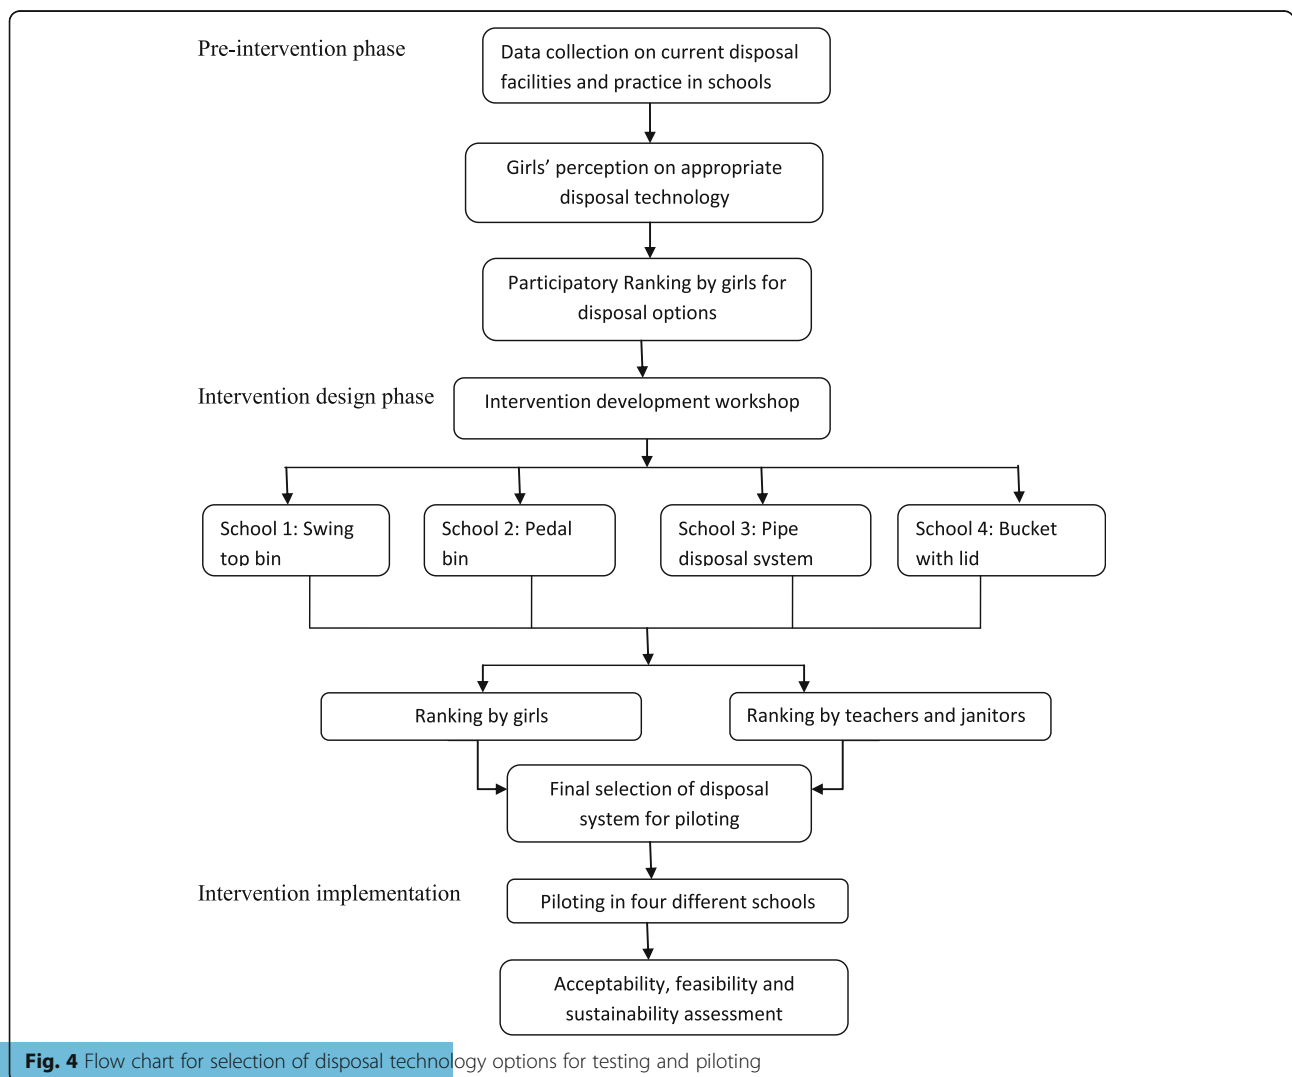 Pre-intervention phase
Data collection on current disposal
facilities and practice in schools
Girls’ perception on appropriate
disposal technology
Participatory Ranking by girls for
disposal options
Intervention design phase
Intervention development workshop
School 1: Swing
top bin
School 2: Pedal
bin
School 3: Pipe
disposal system
School 4: Bucket
with lid
Ranking by girls
Ranking by teachers and janitors
Final selection of disposal
system for piloting
Intervention implementation
Piloting in four different schools
Acceptability, feasibility and
sustainability assessment
Fig. 4 Flow chart for selection of disposal technology options for testing and piloting